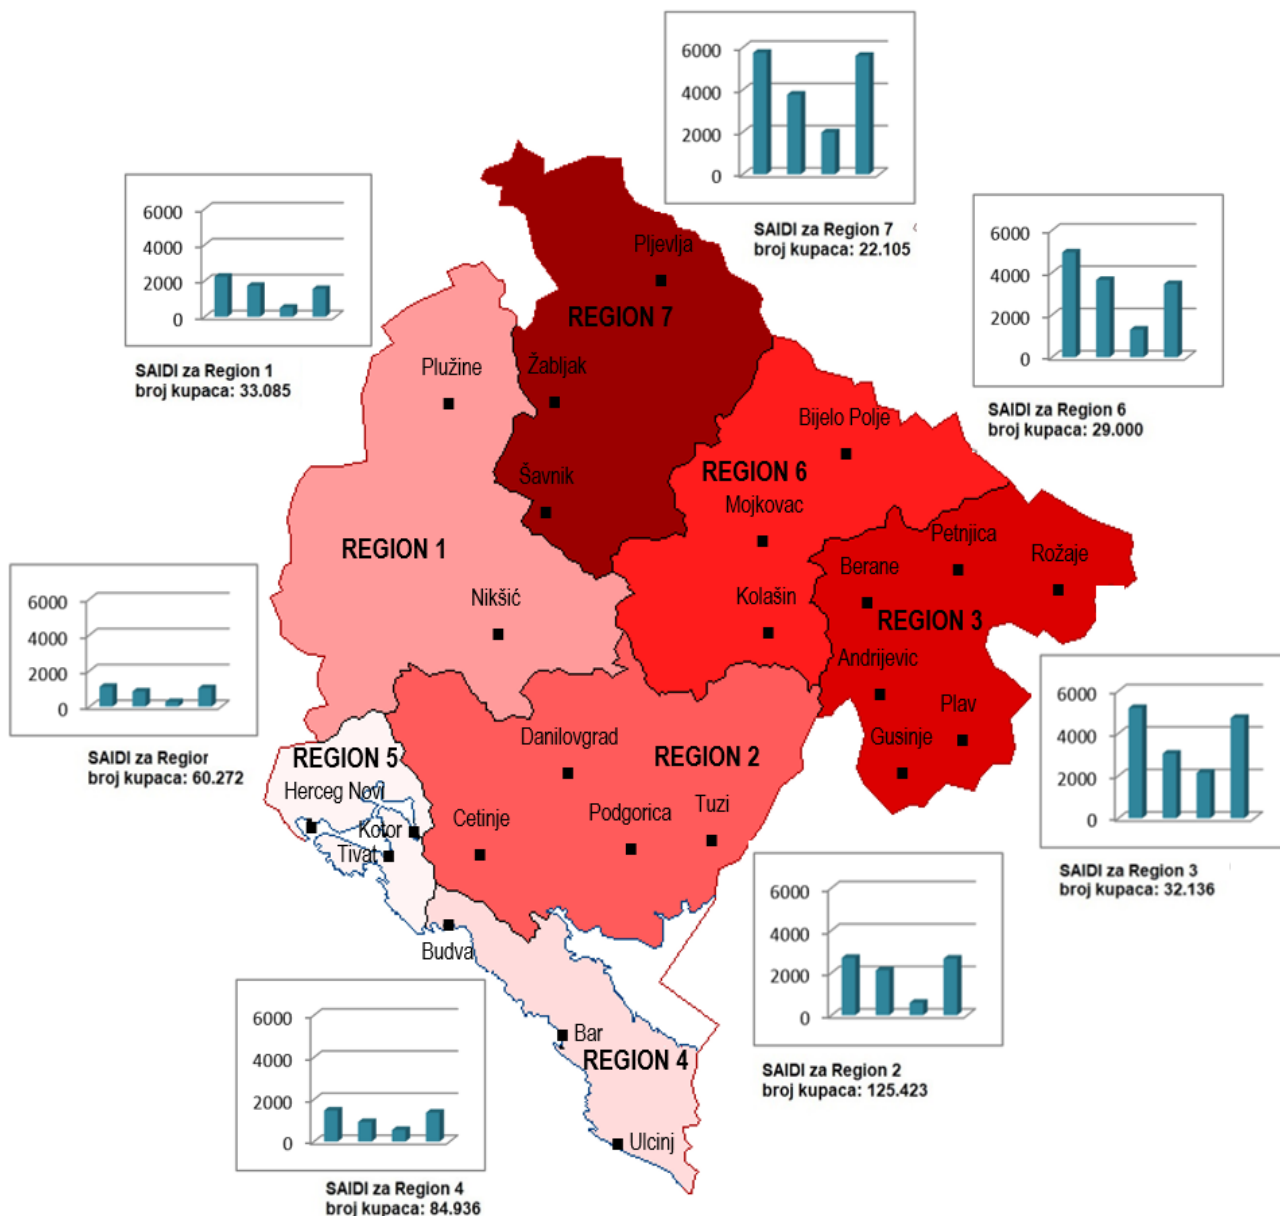 6000
4000
2000
0
SAIDI za Region 7
broj kupaca: 22.105
6000
4000
2000
0
SAIDI za Region 1
broj kupaca: 33.085
6000
4000
2000
0
SAIDI za Region 6
broj kupaca: 29.000
Pljevlja
REGION 7
Žabljak
Šavnik
Plužine
REGION 1
Nikšić
Bijelo Polje
REGION 6
Mojkovac
Kolašin
Petnjica
Rožaje
Berane
REGION 3
Andrijevic
Plav
Gusinje
6000
4000
2000
0
SAIDI za Region
broj kupaca: 60.272
6000
4000
2000
0
SAIDI za Region 3
broj kupaca: 32.136
REGION 5
Herceg Novi
Kotor
Tivat
Danilovgrad
REGION 2
Cetinje
Podgorica
Tuzi
6000
4000
2000
0
SAIDI za Region 2
broj kupaca: 125.423
Budva
Bar
REGION 4
Ulcinj
6000
4000
2000
0
SAIDI za Region 4
broj kupaca: 84.936